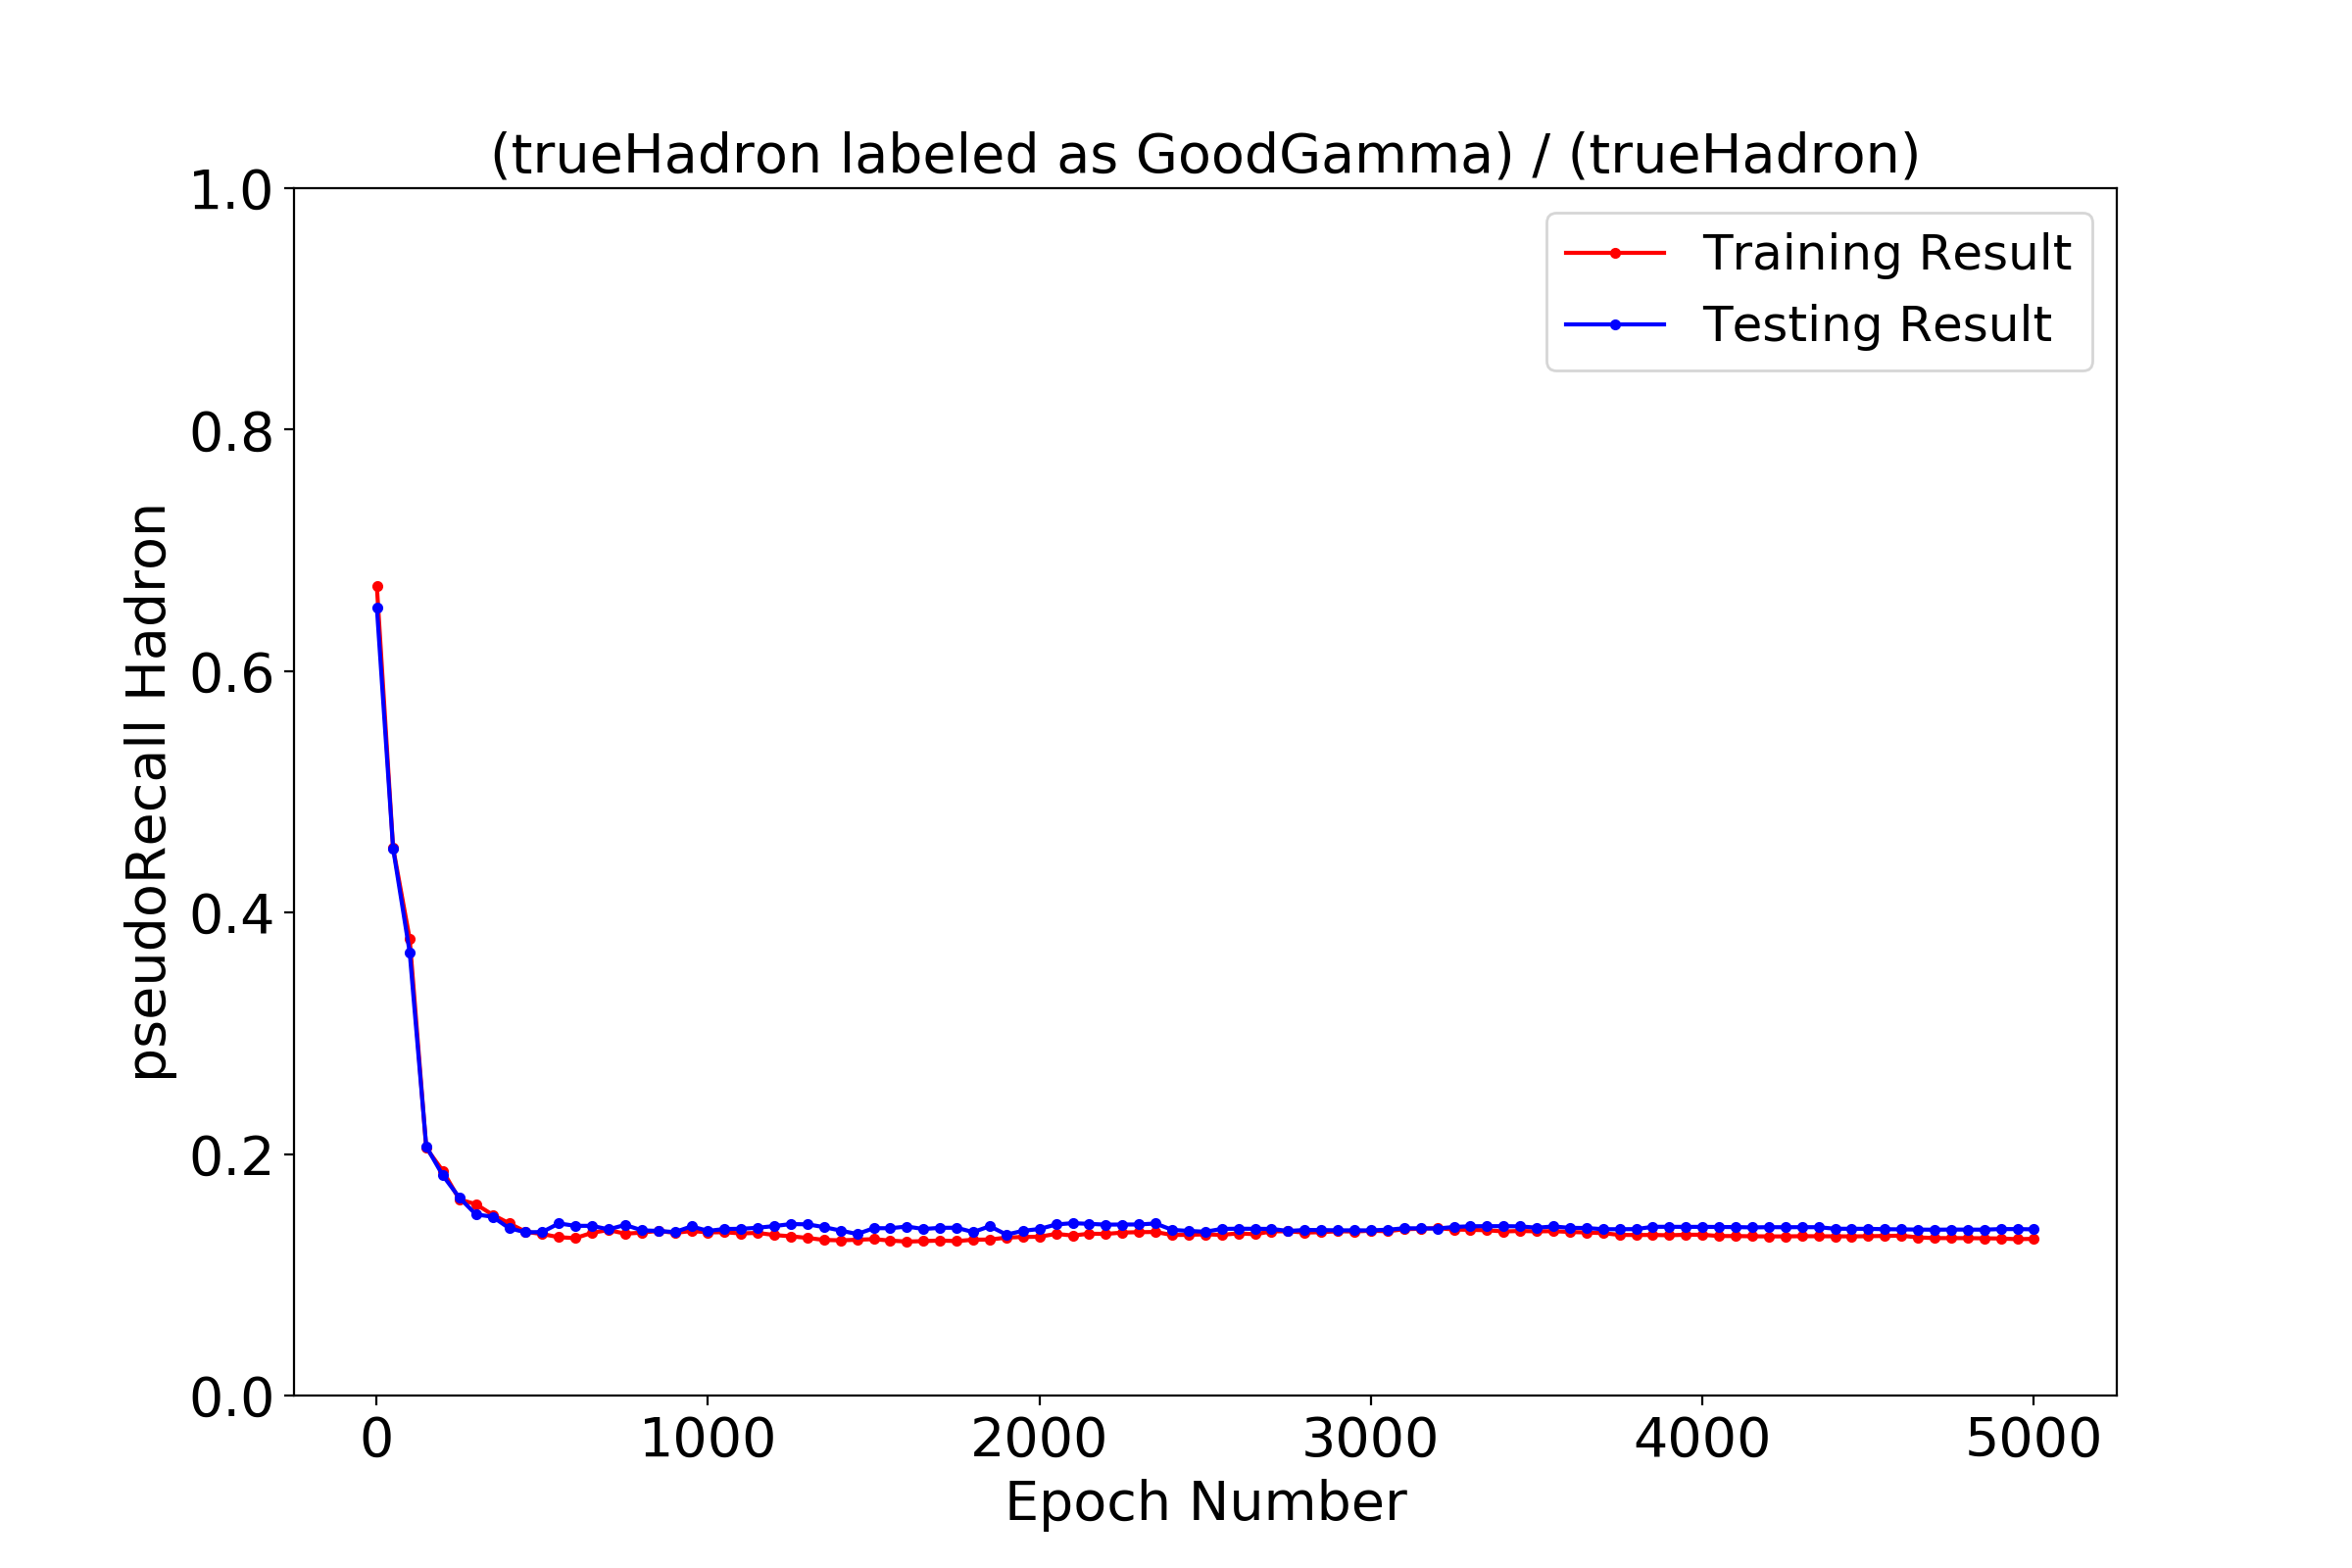 (trueHadron labeled as GoodGamma) / (trueHadron)
1.0
0.8
0.6
0.4
0.2
0.0
pseudoRecall Hadron
Training Result
Testing Result
0 1000 2000 3000 4000 5000
Epoch Number